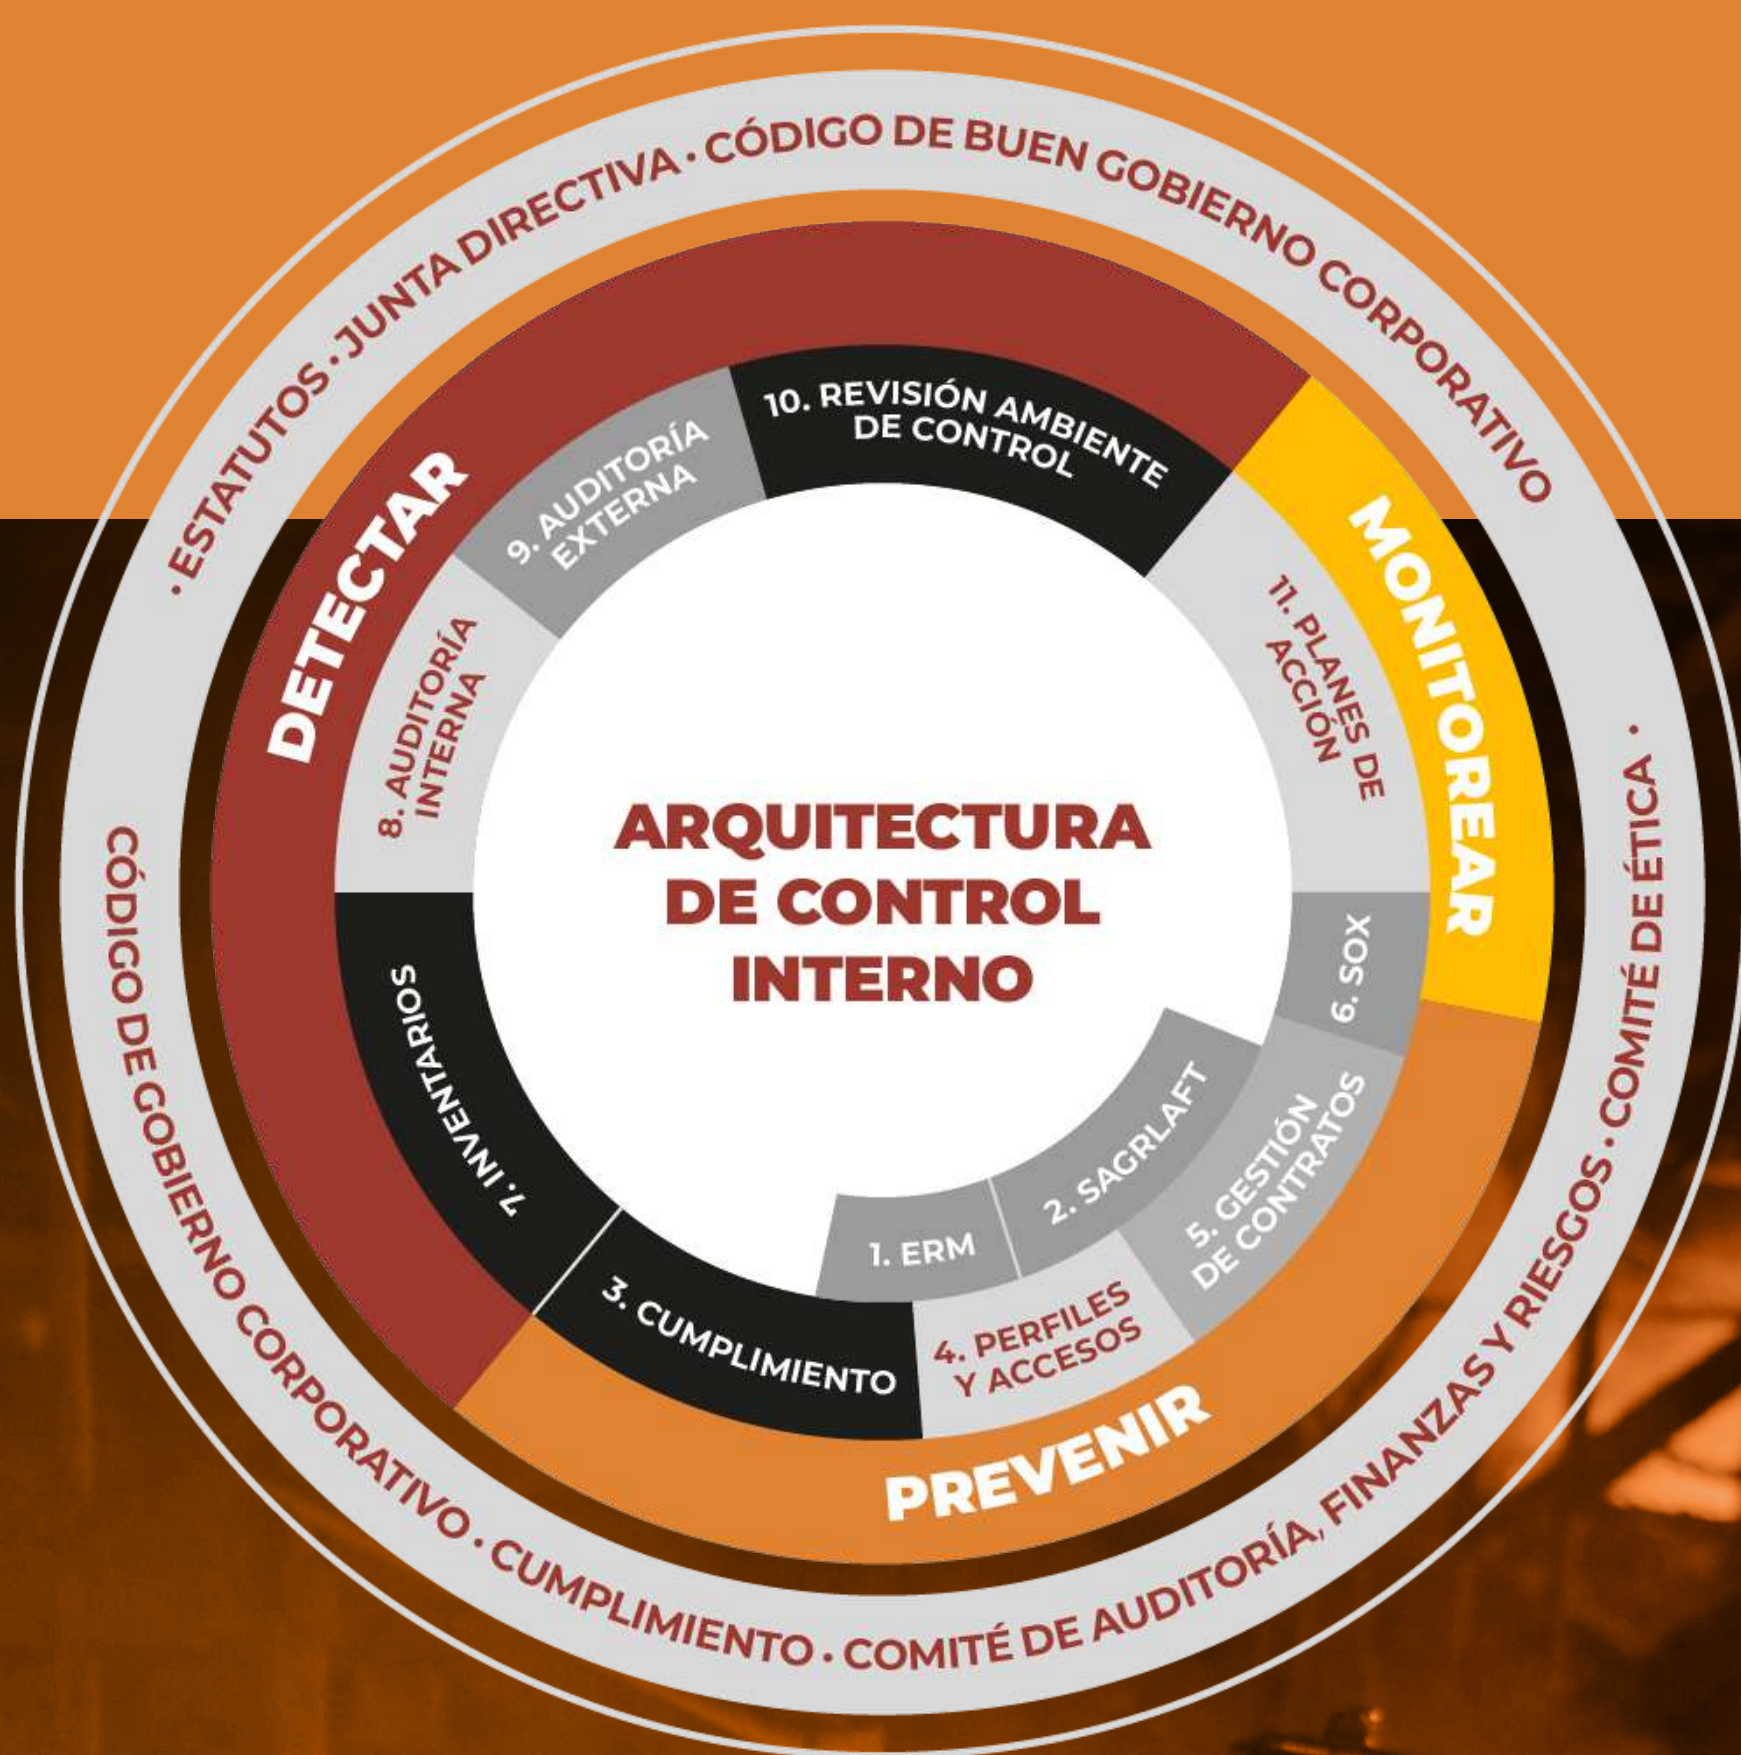 · ESTATUTOS · JUNTA DIRECTIVA · CÓDIGO DE BUEN GOBIERNO CORPORATIVO
CÓDIGO DE GOBIERNO CORPORATIVO · CUMPLIMIENTO · COMITÉ DE AUDITORÍA, FINANZAS Y RIESGOS · COMITÉ DE ÉTICA ·
DETECTAR
MONITOREAR
PREVENIR
10. REVISIÓN AMBIENTE
DE CONTROL
9. AUDITORÍA
EXTERNA
8. AUDITORÍA
INTERNA
11. PLANES DE
ACCIÓN
ARQUITECTURA
DE CONTROL
INTERNO
7. INVENTARIOS
6. SOX
5. GESTIÓN
DE CONTRATOS
2. SAGRLAFT
1. ERM
3. CUMPLIMIENTO
4. PERFILES
Y ACCESOS